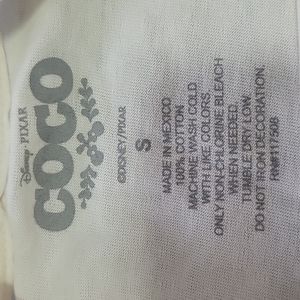 Disney · PIXAR
COCO
©DISNEY/PIXAR
S
MADE IN MEXICO
100% COTTON
MACHINE WASH COLD
WITH LIKE COLORS,
ONLY NON-CHLORINE BLEACH
WHEN NEEDED,
TUMBLE DRY LOW.
DO NOT IRON DECORATION.
RN#117508